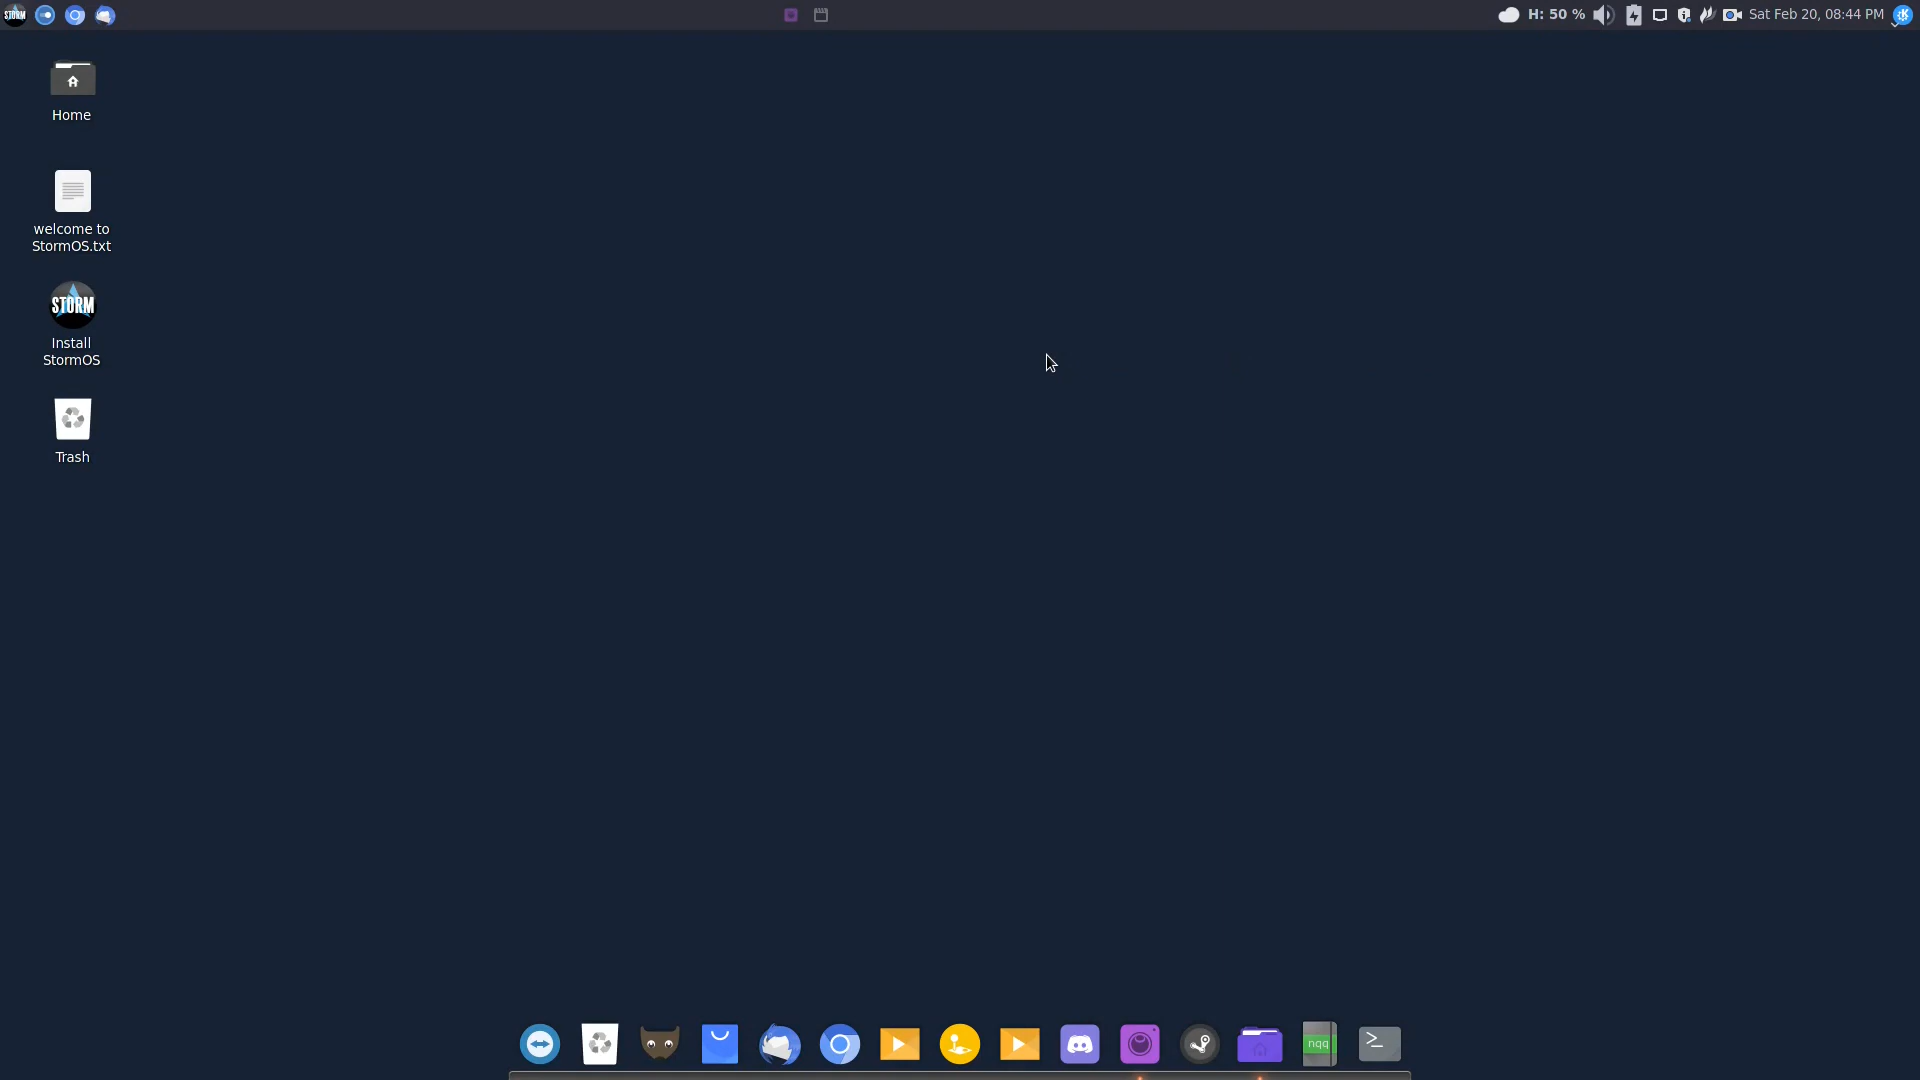 STORM
H: 50 %
Sat Feb 20, 08:44 PM
Home
welcome to
StormOS.txt
STORM
Install
StormOS
Trash
nqq